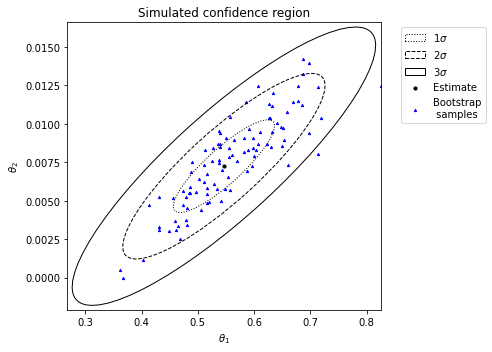 Simulated confidence region
0.0150
0.0125
0.0100
0.0075
0.0050
0.0025
0.0000
θ₂
0.3 0.4 0.5 0.6 0.7 0.8
θ₁
1σ
2σ
3σ
Estimate
Bootstrap
samples